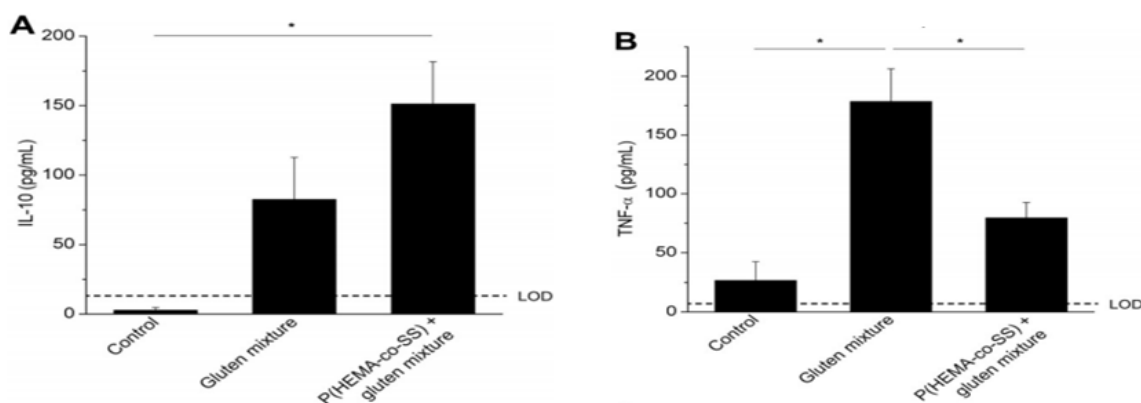 A
B
*
* *
200
150
100
50
0
IL-10 (pg/mL)
LOD
Control
Gluten mixture
P(HEMA-co-SS) +
gluten mixture
200
150
100
50
0
TNF-α (pg/mL)
LOD
Control
Gluten mixture
P(HEMA-co-SS) +
gluten mixture